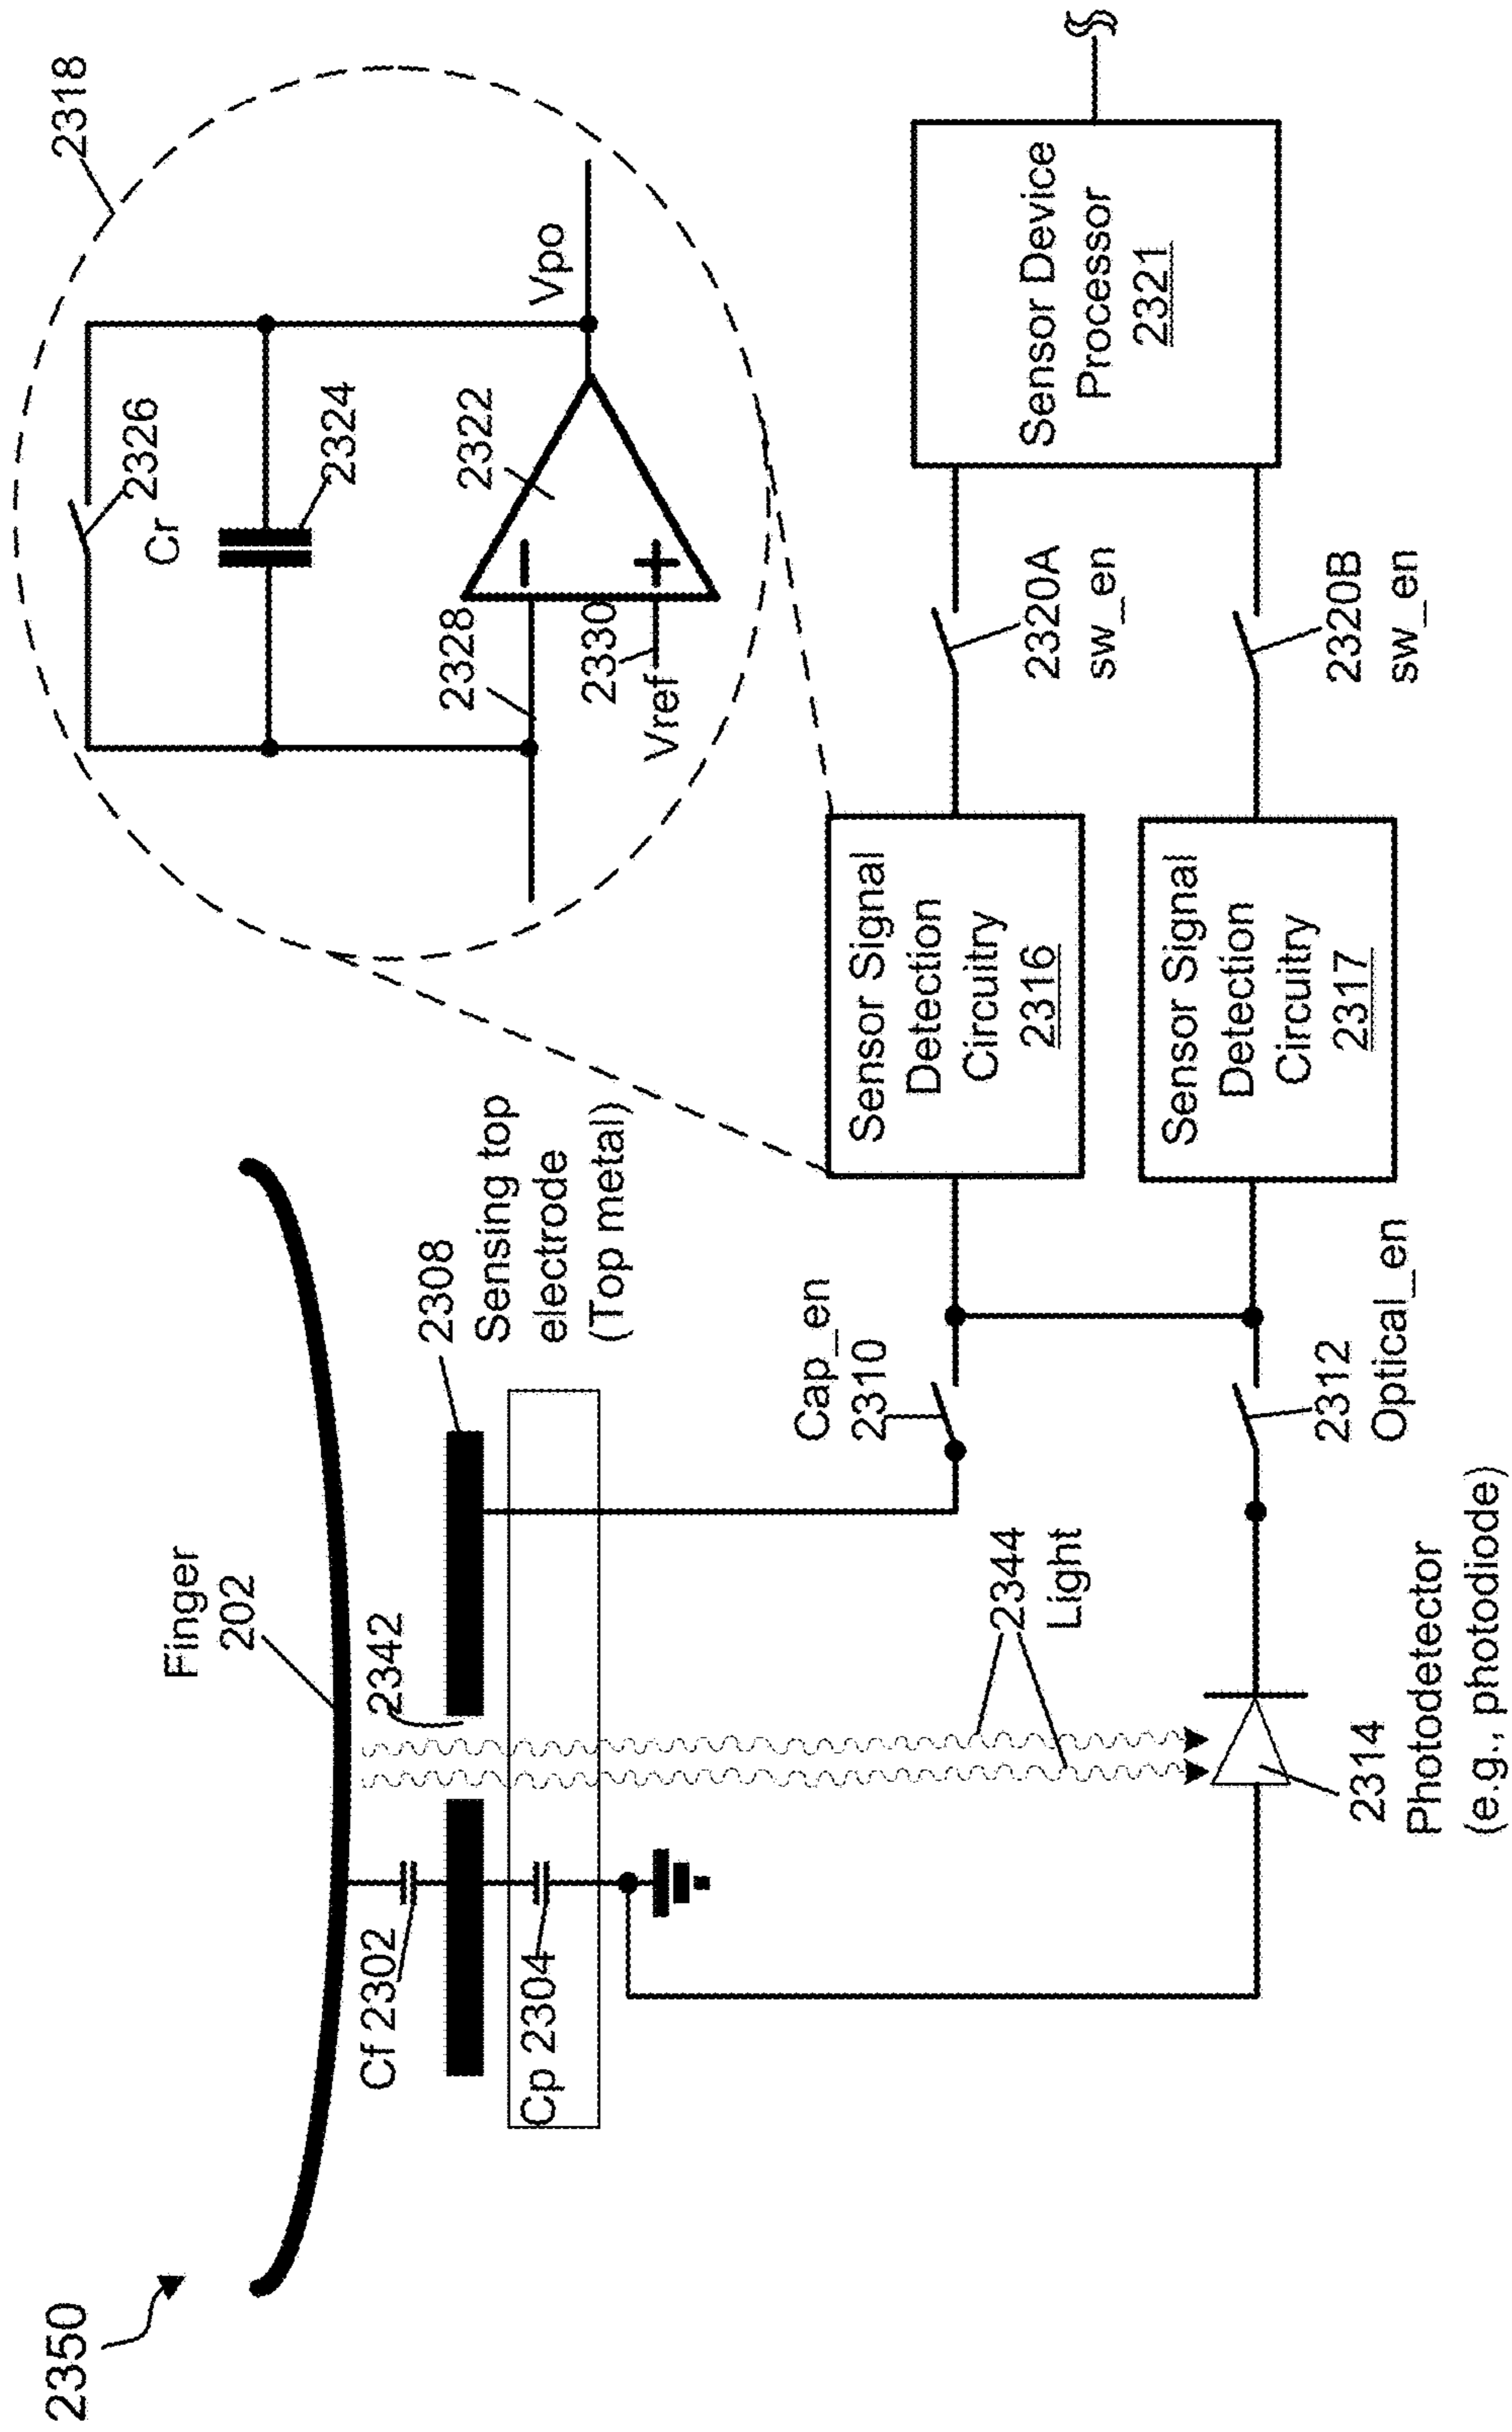 2350
Finger
202
2318
2326
Cr
2324
2322
Vpo
2328
2330
Vref
2342
2308
Sensing top
electrode
(Top metal)
Cf 2302
Cp 2304
Cap_en
2310
2344
Light
Sensor Signal
Detection
Circuitry
2316
2320A
sw_en
Sensor Device
Processor
2321
Sensor Signal
Detection
Circuitry
2317
2320B
sw_en
2312
Optical_en
2314
Photodetector
(e.g., photodiode)